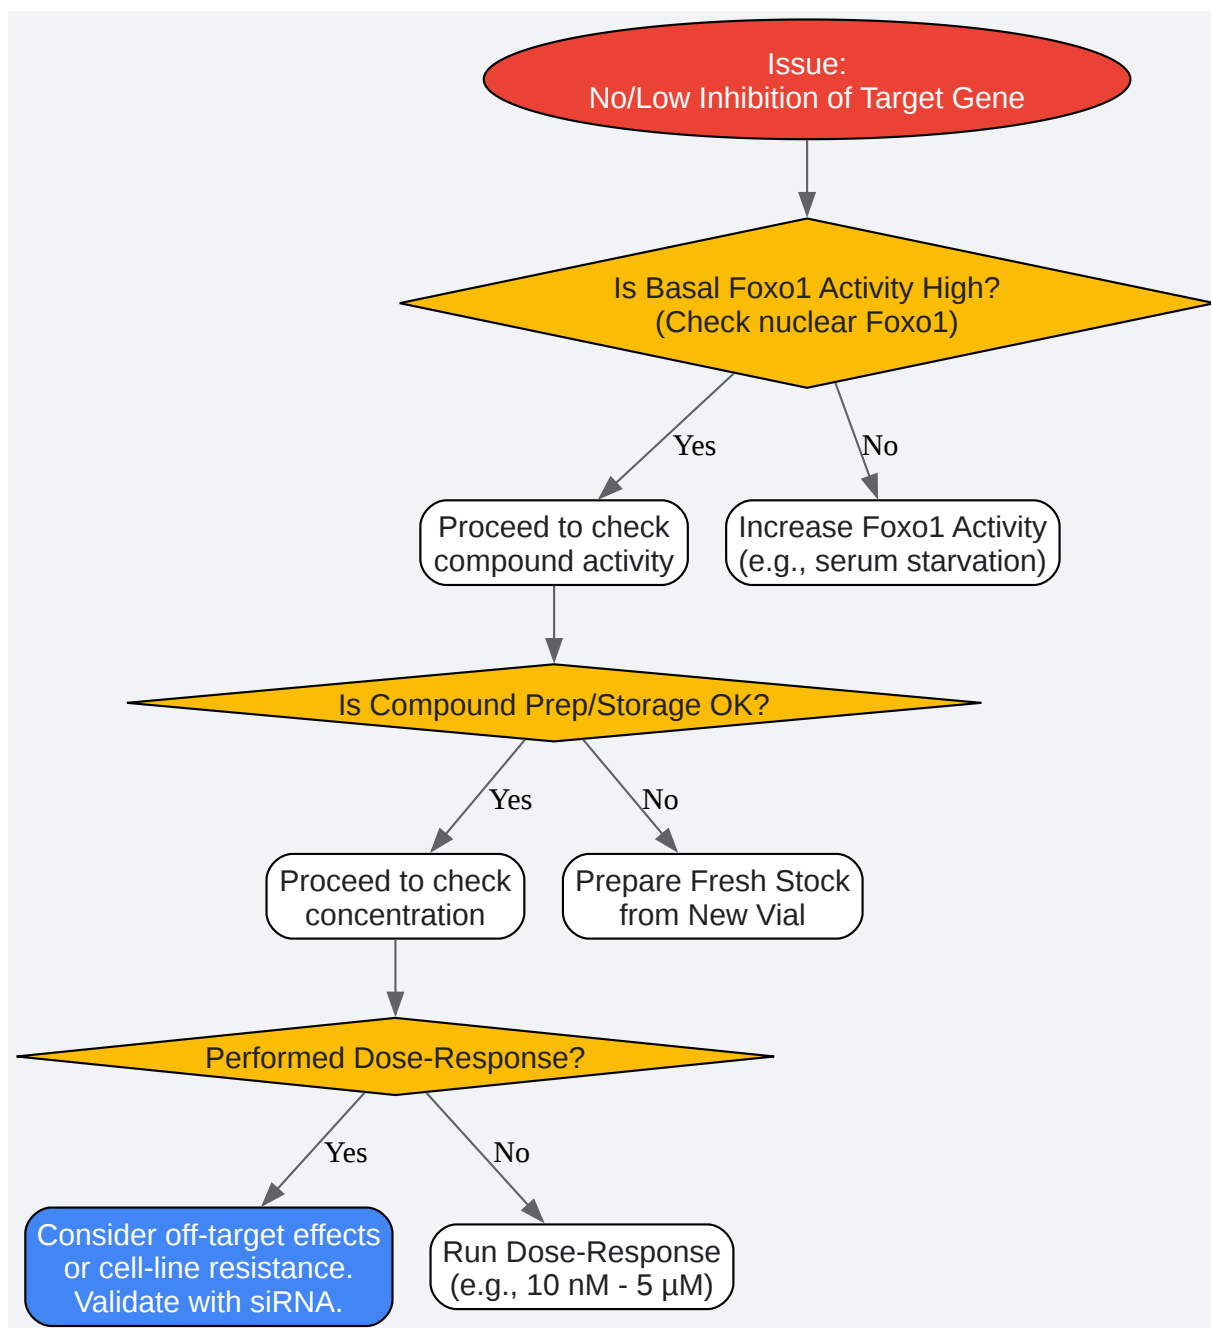 Issue:
No/Low Inhibition of Target Gene
Is Basal Foxo1 Activity High?
(Check nuclear Foxo1)
Yes
No
Proceed to check
compound activity
Increase Foxo1 Activity
(e.g., serum starvation)
Is Compound Prep/Storage OK?
Yes
No
Proceed to check
concentration
Prepare Fresh Stock
from New Vial
Performed Dose-Response?
Yes
No
Consider off-target effects
or cell-line resistance.
Validate with siRNA.
Run Dose-Response
(e.g., 10 nM - 5 µM)